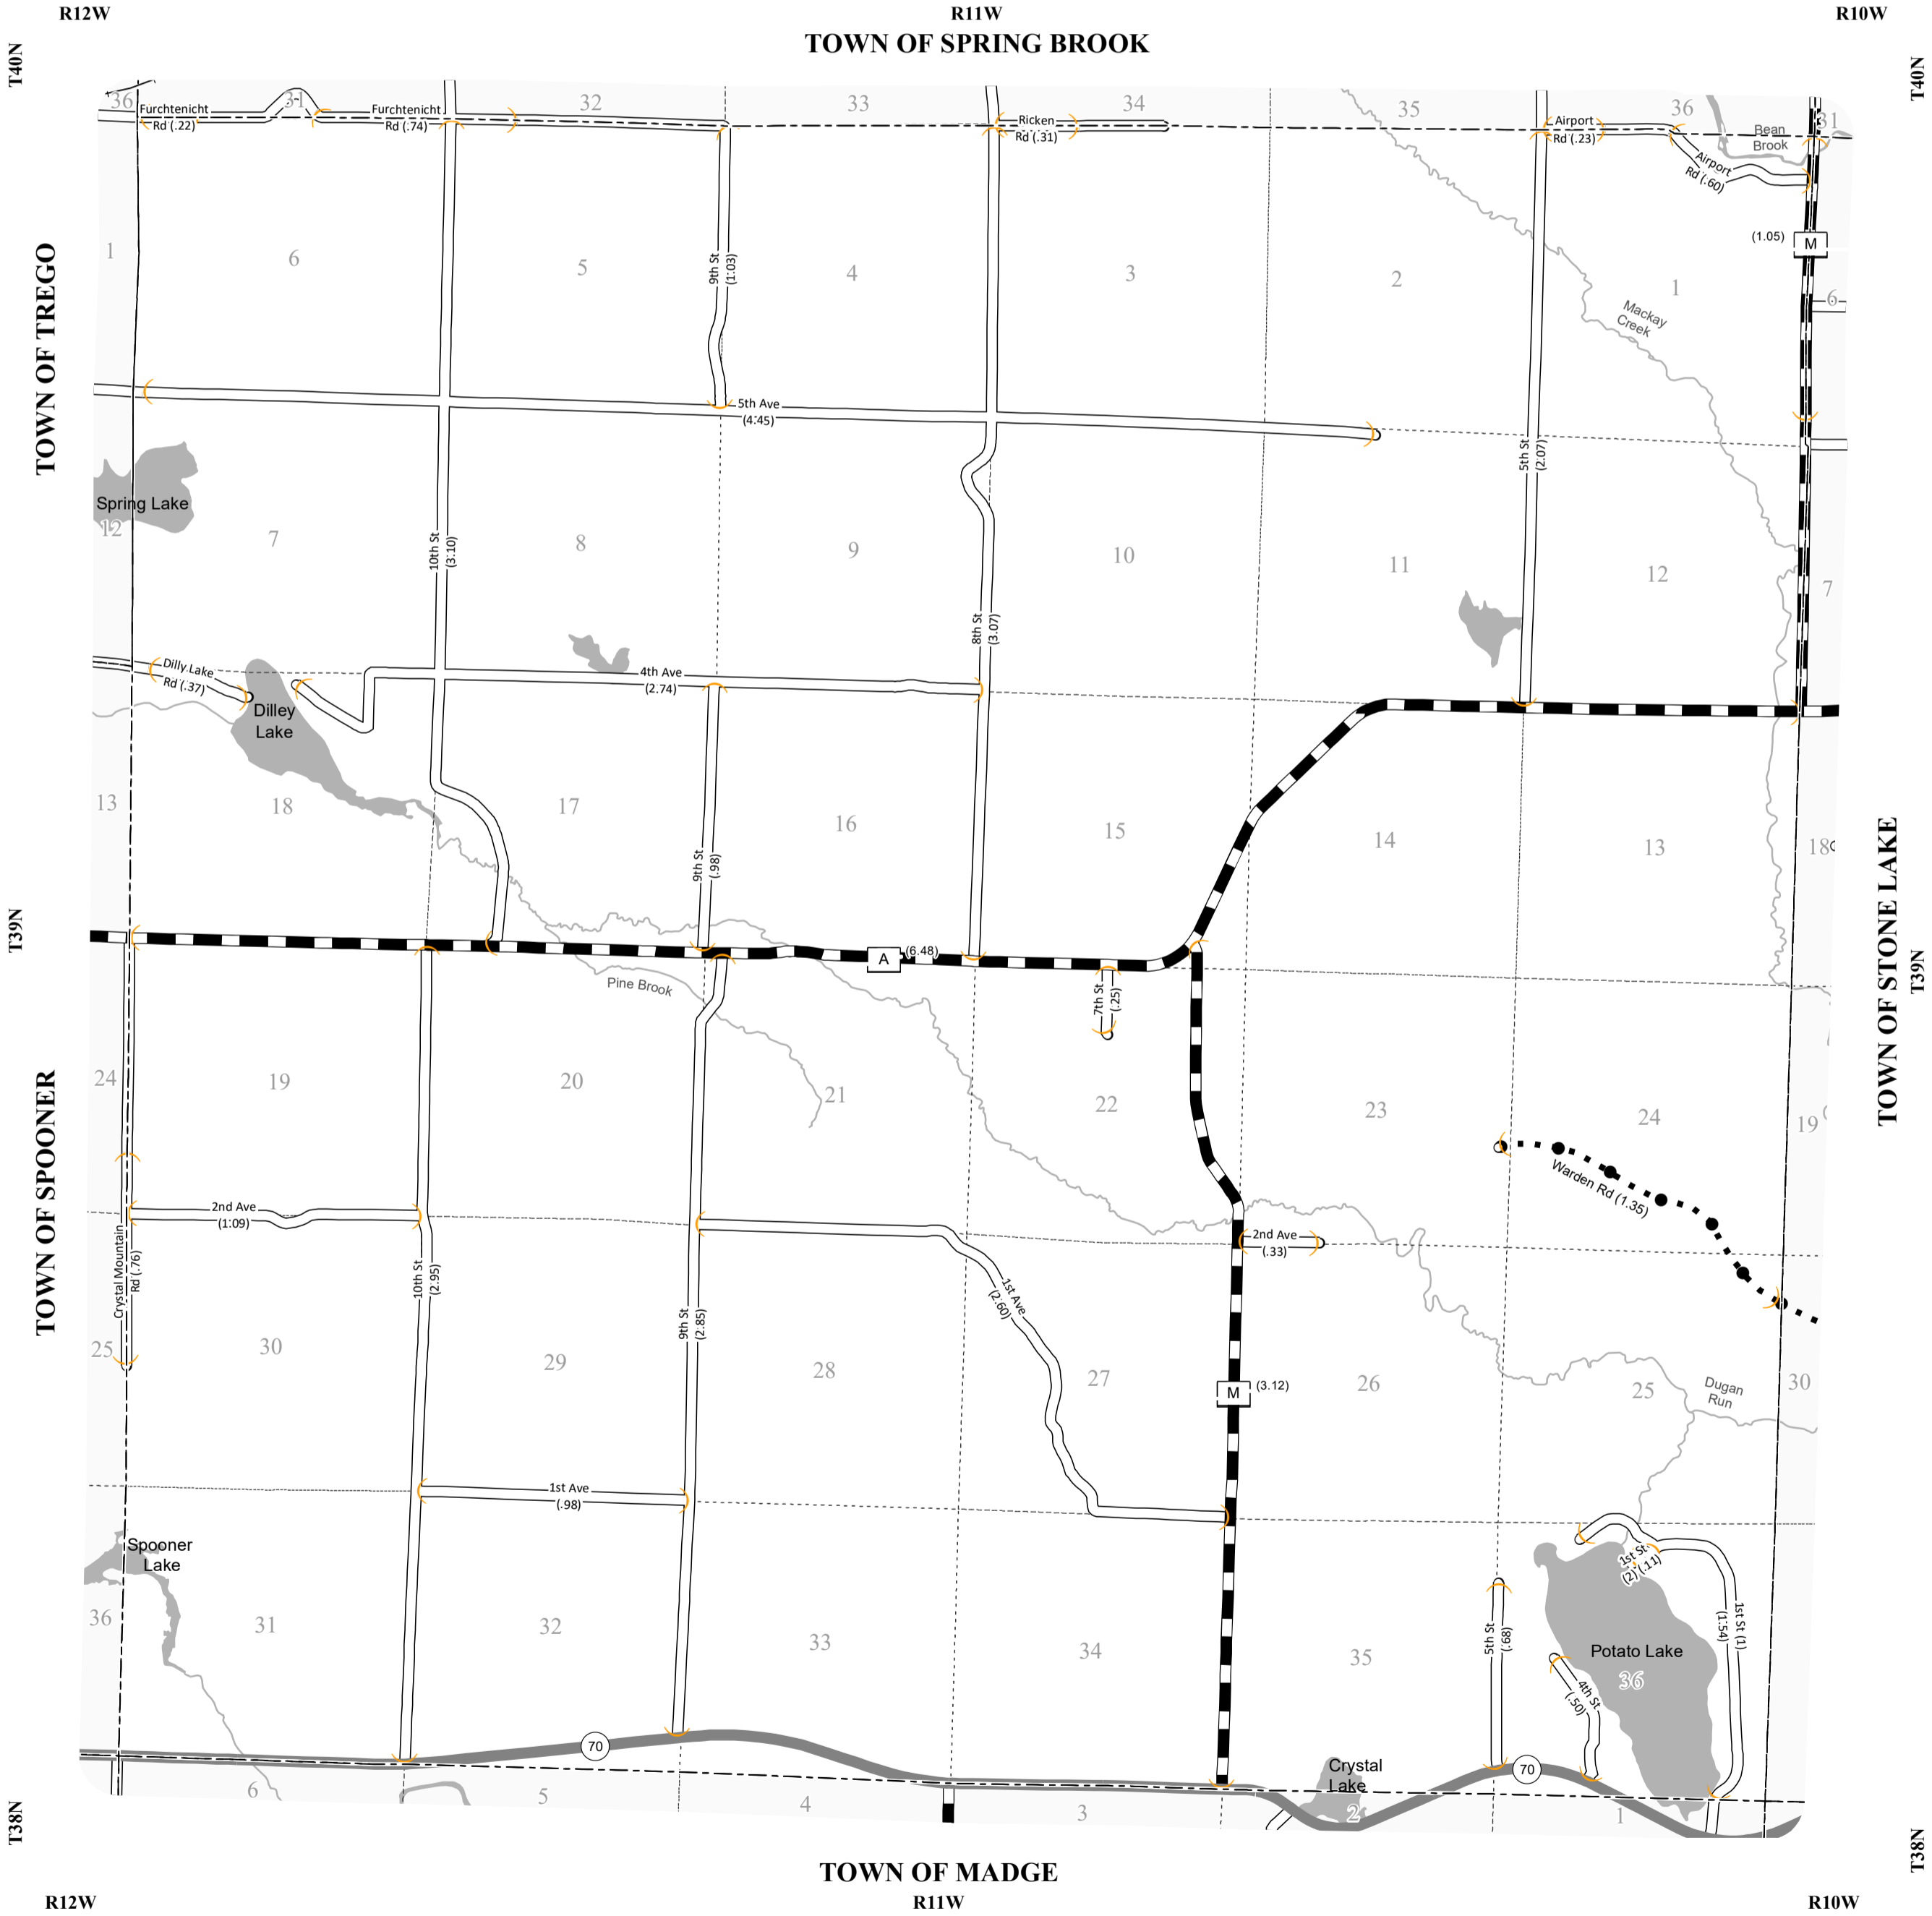 R12W
R11W
R10W
TOWN OF SPRING BROOK
T40N
T40N
36
31
32
33
34
35
36
31
Furchtenicht
Rd (.22)
Furchtenicht
Rd (.74)
Ricken
Rd (.31)
Airport
Rd (.23)
Airport
Rd (.60)
Bean
Brook
TOWN OF TREGO
1
6
5
4
3
2
1
6
9th St
(1.03)
(1.05)
M
Mackay
Creek
5th Ave
(4.45)
5th St
(2.07)
Spring Lake
12
7
8
9
10
11
12
7
10th St
(3.10)
8th St
(3.07)
Dilly Lake
Rd (.37)
4th Ave
(2.74)
Dilley
Lake
13
18
17
16
15
14
13
18
9th St
(.98)
T39N
T39N
TOWN OF STONE LAKE
A
(6.48)
Pine Brook
7th St
(.25)
TOWN OF SPOONER
24
19
20
21
22
23
24
19
Warden Rd (1.35)
2nd Ave
(1.09)
2nd Ave
(.33)
Crystal Mountain
Rd (.76)
10th St
(2.95)
9th St
(2.85)
1st Ave
(2.60)
25
30
29
28
27
26
25
30
M
(3.12)
Dugan
Run
1st Ave
(.98)
Spooner
Lake
1st St
(2) (.11)
36
31
32
33
34
35
36
5th St
(.68)
Potato Lake
4th St
(.50)
1st St (1)
(1.54)
70
70
Crystal
Lake
6
5
4
3
2
1
T38N
T38N
TOWN OF MADGE
R12W
R11W
R10W